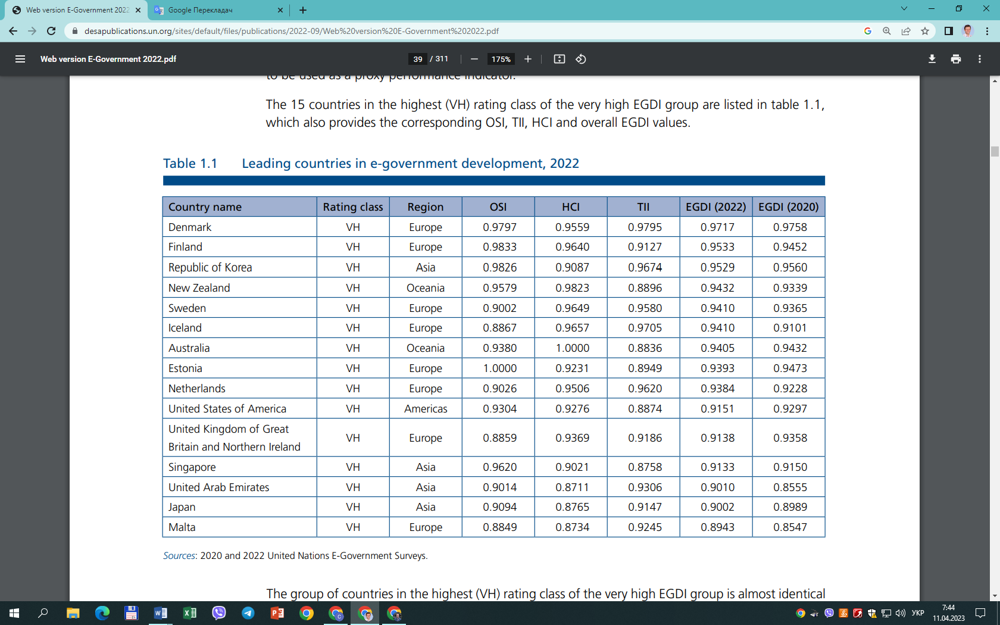 Web version E-Government 2022
Google Перекладач
desapublications.un.org/sites/default/files/publications/2022-09/Web%20version%20E-Government%202022.pdf
Web version E-Government 2022.pdf
39 / 311
175%
to be used as a proxy performance indicator.
The 15 countries in the highest (VH) rating class of the very high EGDI group are listed in table 1.1,
which also provides the corresponding OSI, TII, HCI and overall EGDI values.
Table 1.1 Leading countries in e-government development, 2022
Country name Rating class Region OSI HCI TII EGDI (2022) EGDI (2020)
Denmark VH Europe 0.9797 0.9559 0.9795 0.9717 0.9758
Finland VH Europe 0.9833 0.9640 0.9127 0.9533 0.9452
Republic of Korea VH Asia 0.9826 0.9087 0.9674 0.9529 0.9560
New Zealand VH Oceania 0.9579 0.9823 0.8896 0.9432 0.9339
Sweden VH Europe 0.9002 0.9649 0.9580 0.9410 0.9365
Iceland VH Europe 0.8867 0.9657 0.9705 0.9410 0.9101
Australia VH Oceania 0.9380 1.0000 0.8836 0.9405 0.9432
Estonia VH Europe 1.0000 0.9231 0.8949 0.9393 0.9473
Netherlands VH Europe 0.9026 0.9506 0.9620 0.9384 0.9228
United States of America VH Americas 0.9304 0.9276 0.8874 0.9151 0.9297
United Kingdom of Great
Britain and Northern Ireland VH Europe 0.8859 0.9369 0.9186 0.9138 0.9358
Singapore VH Asia 0.9620 0.9021 0.8758 0.9133 0.9150
United Arab Emirates VH Asia 0.9014 0.8711 0.9306 0.9010 0.8555
Japan VH Asia 0.9094 0.8765 0.9147 0.9002 0.8989
Malta VH Europe 0.8849 0.8734 0.9245 0.8943 0.8547
Sources: 2020 and 2022 United Nations E-Government Surveys.
The group of countries in the highest (VH) rating class of the very high EGDI group is almost identical
УКР
7:44
11.04.2023